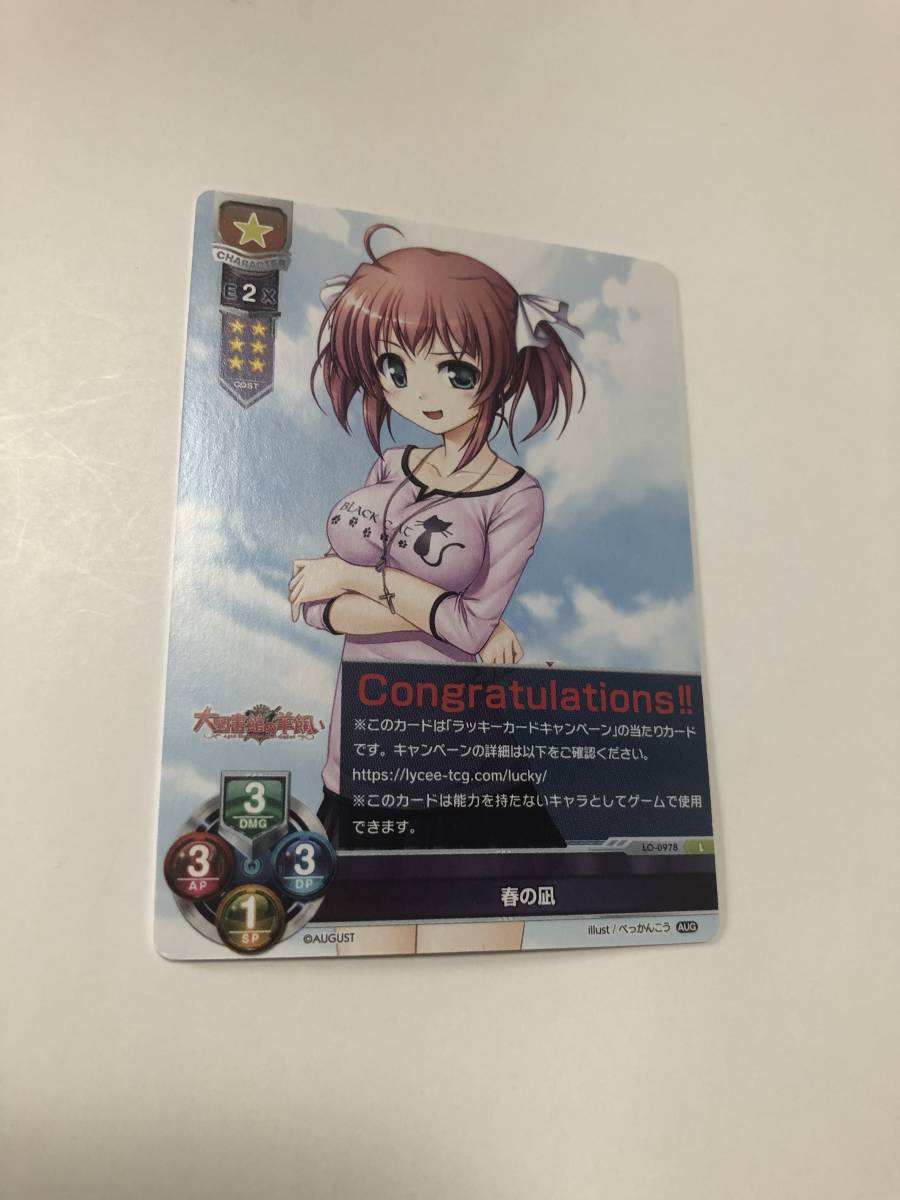 CHARACTER
E 2 X
COST
BLACK CAT
Congratulations!!
※このカードは「ラッキーカードキャンペーン」の当たりカード
です。キャンペーンの詳細は以下をご確認ください。
https://lycee-tcg.com/lucky/
※このカードは能力を持たないキャラとしてゲームで使用
できます。
大図書館の羊飼い
3
DMG
3
AP
3
DP
1
SP
LO-0978 L
春の凪
©AUGUST
illust / べっかんこう AUG